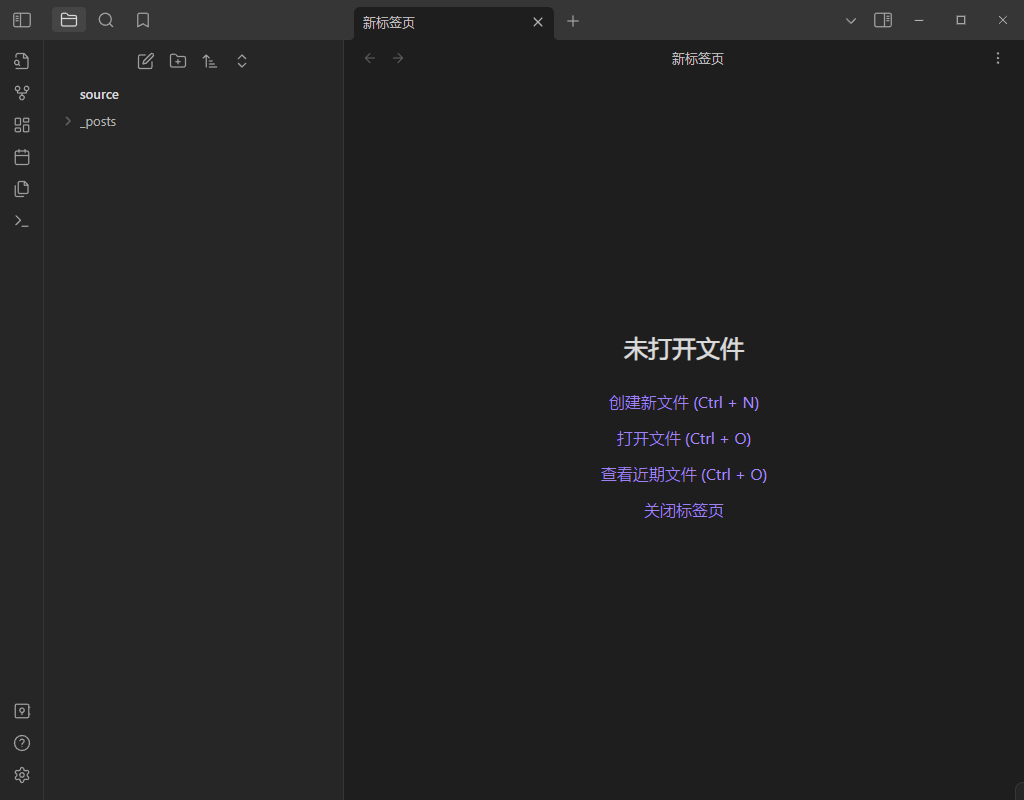 新标签页
新标签页
source
_posts
未打开文件
创建新文件 (Ctrl + N)
打开文件 (Ctrl + O)
查看近期文件 (Ctrl + O)
关闭标签页